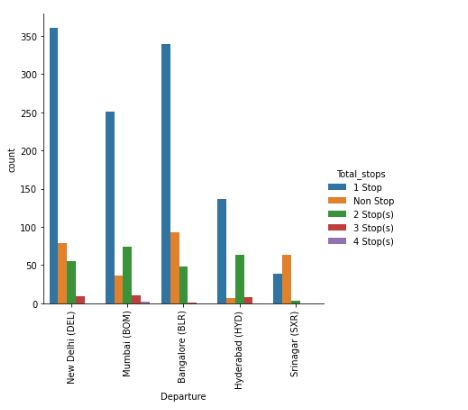 350
300
250
200
150
100
50
0
count
New Delhi (DEL)
Mumbai (BOM)
Bangalore (BLR)
Hyderabad (HYD)
Srinagar (SXR)
Departure
Total_stops
1 Stop
Non Stop
2 Stop(s)
3 Stop(s)
4 Stop(s)